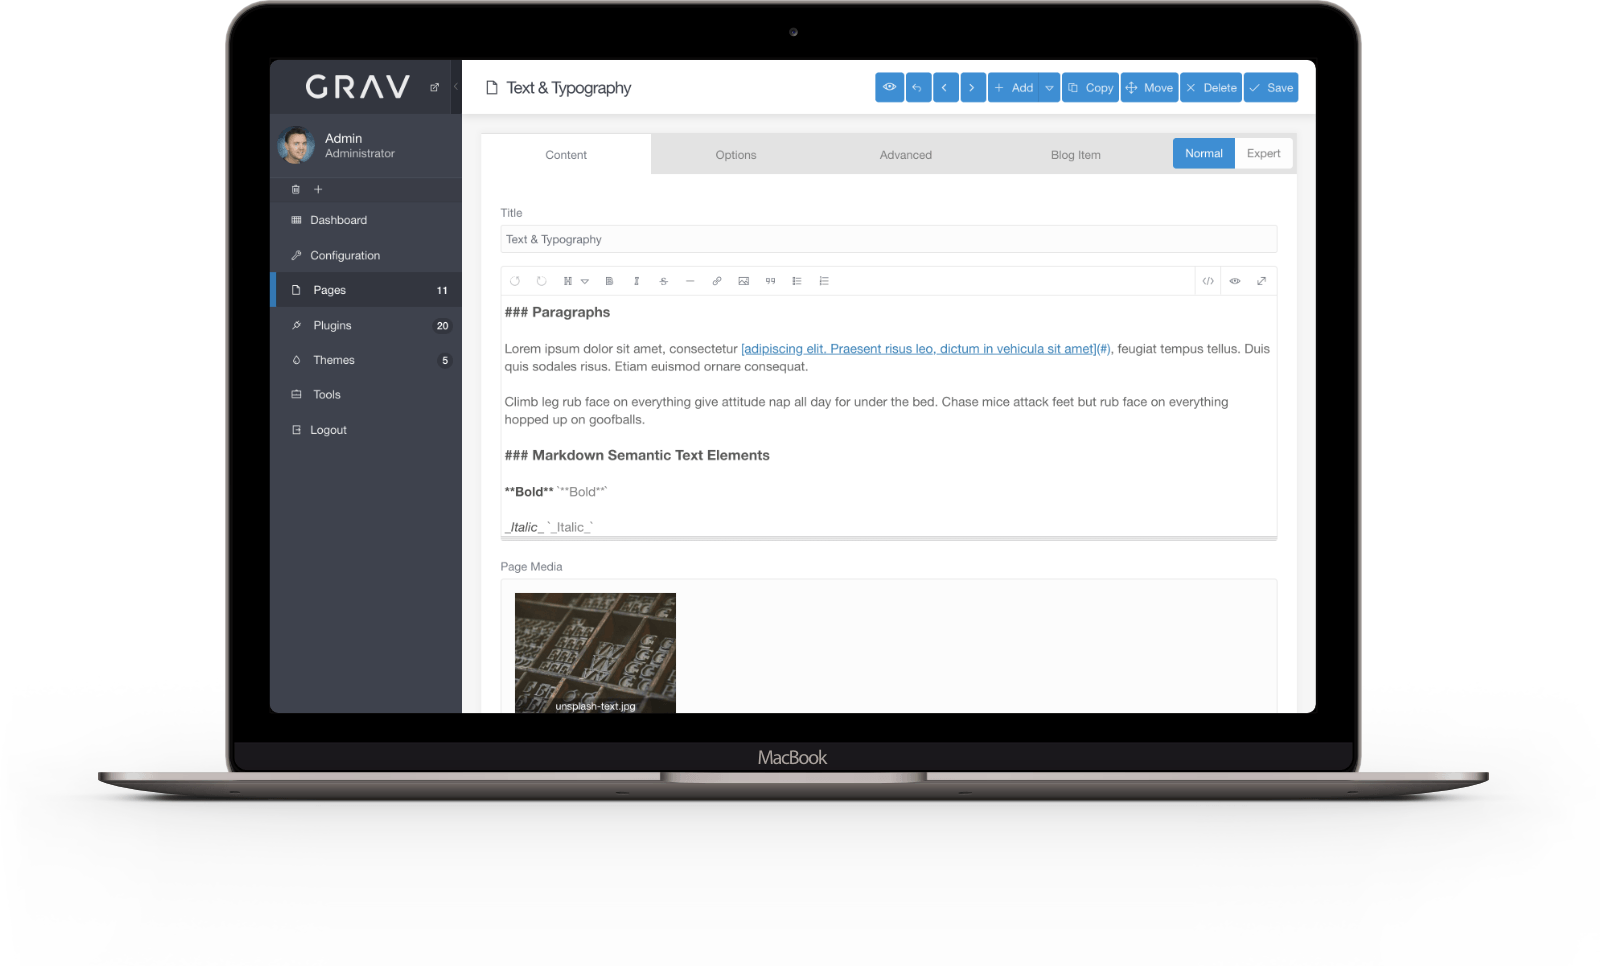 GRAV
Text & Typography
Add
Copy
Move
Delete
Save
Admin
Administrator
Content
Options
Advanced
Blog Item
Normal
Expert
Dashboard
Configuration
Pages 11
Plugins 20
Themes 5
Tools
Logout
Title
Text & Typography
### Paragraphs
Lorem ipsum dolor sit amet, consectetur [adipiscing elit. Praesent risus leo, dictum in vehicula sit amet](#), feugiat tempus tellus. Duis
quis sodales risus. Etiam euismod ornare consequat.
Climb leg rub face on everything give attitude nap all day for under the bed. Chase mice attack feet but rub face on everything
hopped up on goofballs.
### Markdown Semantic Text Elements
**Bold** `**Bold**`
_Italic_ `_Italic_`
Page Media
unsplash-text.jpg
MacBook